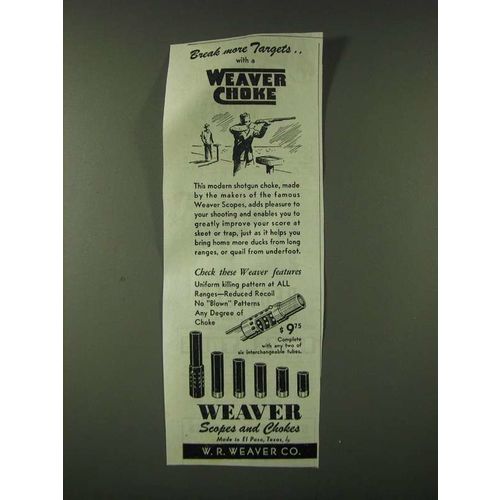 Break more Targets..
with a
WEAVER
CHOKE
This modern shotgun choke, made
by the makers of the famous
Weaver Scopes, adds pleasure to
your shooting and enables you to
greatly improve your score at
skeet or trap, just as it helps you
bring home more ducks from long
ranges, or quail from underfoot.
Check these Weaver features
Uniform killing pattern at ALL
Ranges—Reduced Recoil
No "Blown" Patterns
Any Degree of
Choke
$9.75
Complete
with any two of
six interchangeable tubes.
WEAVER
Scopes and Chokes
Made in El Paso, Texas, by
W. R. WEAVER CO.